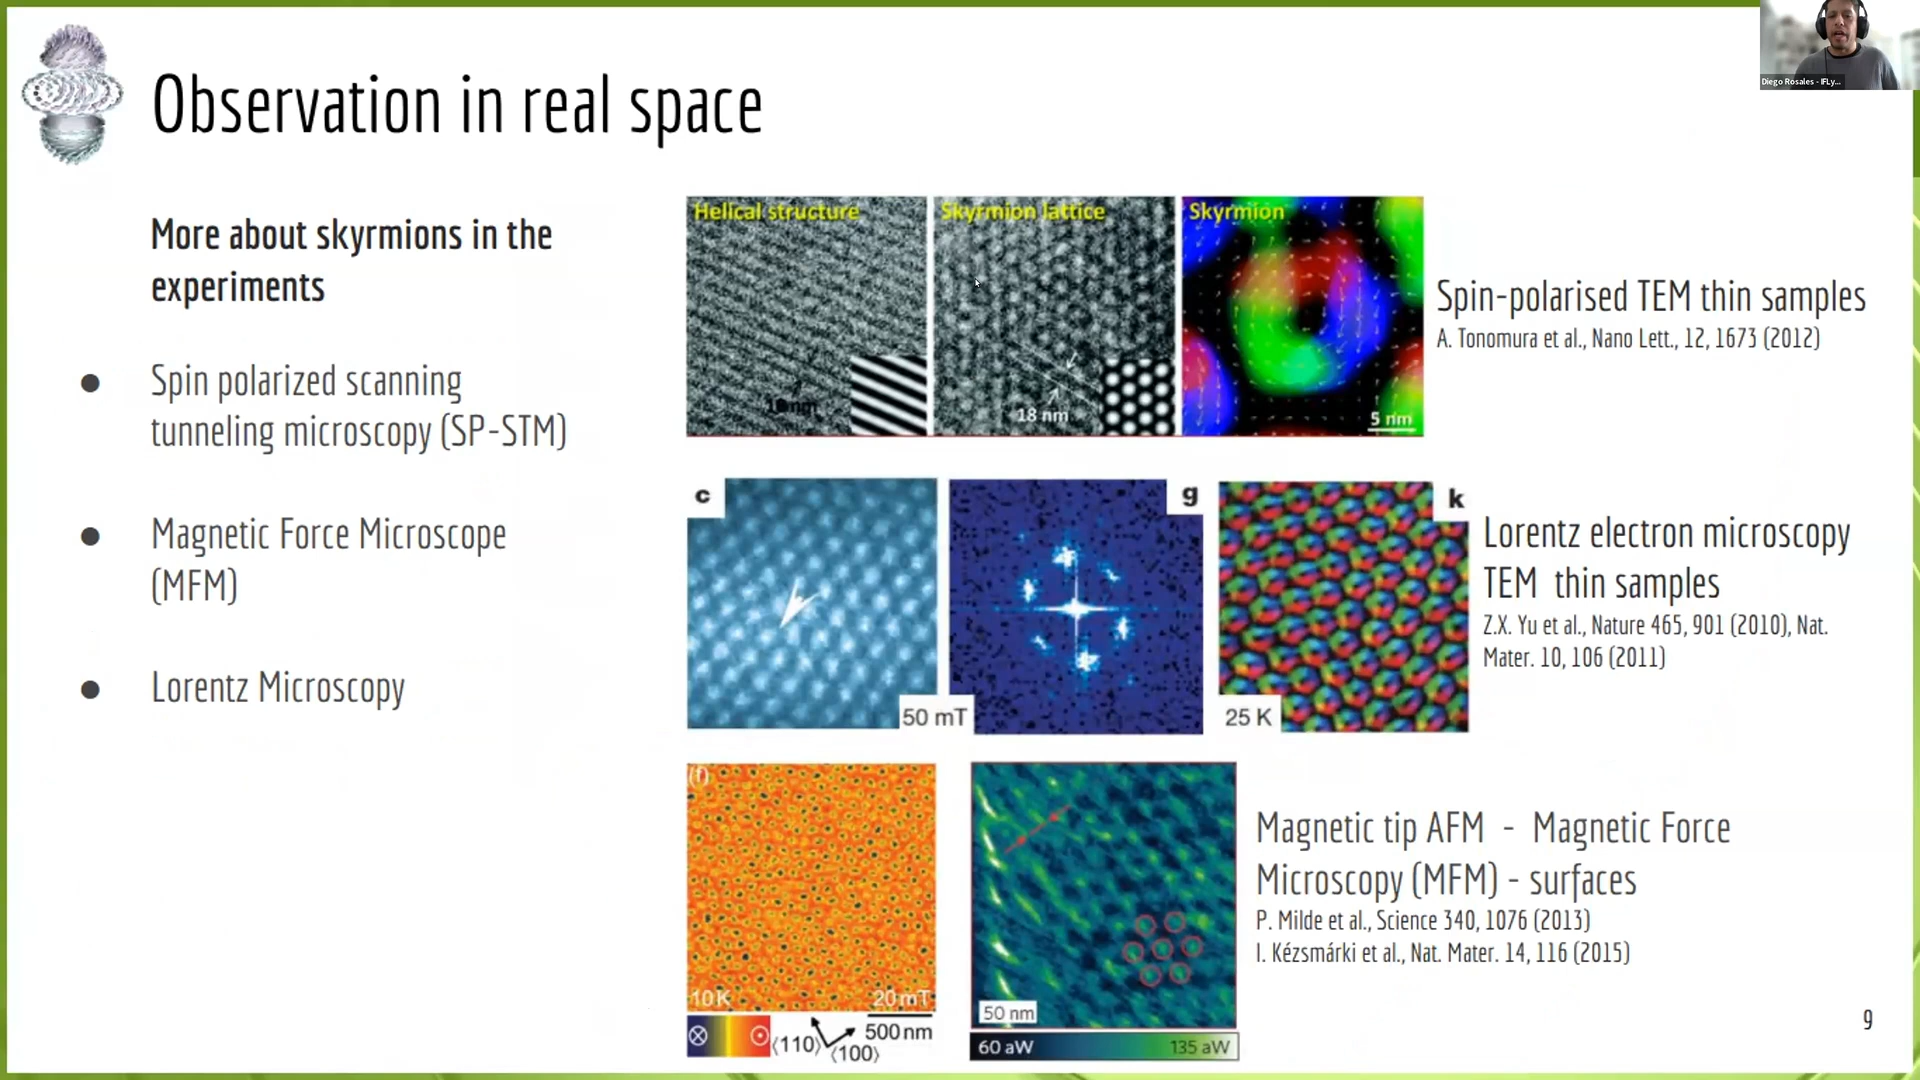 Diego Rosales - IFLy...
Observation in real space
More about skyrmions in the
experiments
● Spin polarized scanning
tunneling microscopy (SP-STM)
● Magnetic Force Microscope
(MFM)
● Lorentz Microscopy
Helical structure
Skyrmion lattice
Skyrmion
18 nm
5 nm
Spin-polarised TEM thin samples
A. Tonomura et al., Nano Lett., 12, 1673 (2012)
c
g
k
50 mT
25 K
Lorentz electron microscopy
TEM thin samples
Z.X. Yu et al., Nature 465, 901 (2010), Nat.
Mater. 10, 106 (2011)
(f)
10 K
20 mT
500 nm
⟨110⟩
⟨100⟩
50 nm
60 aW
135 aW
Magnetic tip AFM - Magnetic Force
Microscopy (MFM) - surfaces
P. Milde et al., Science 340, 1076 (2013)
I. Kézsmárki et al., Nat. Mater. 14, 116 (2015)
9